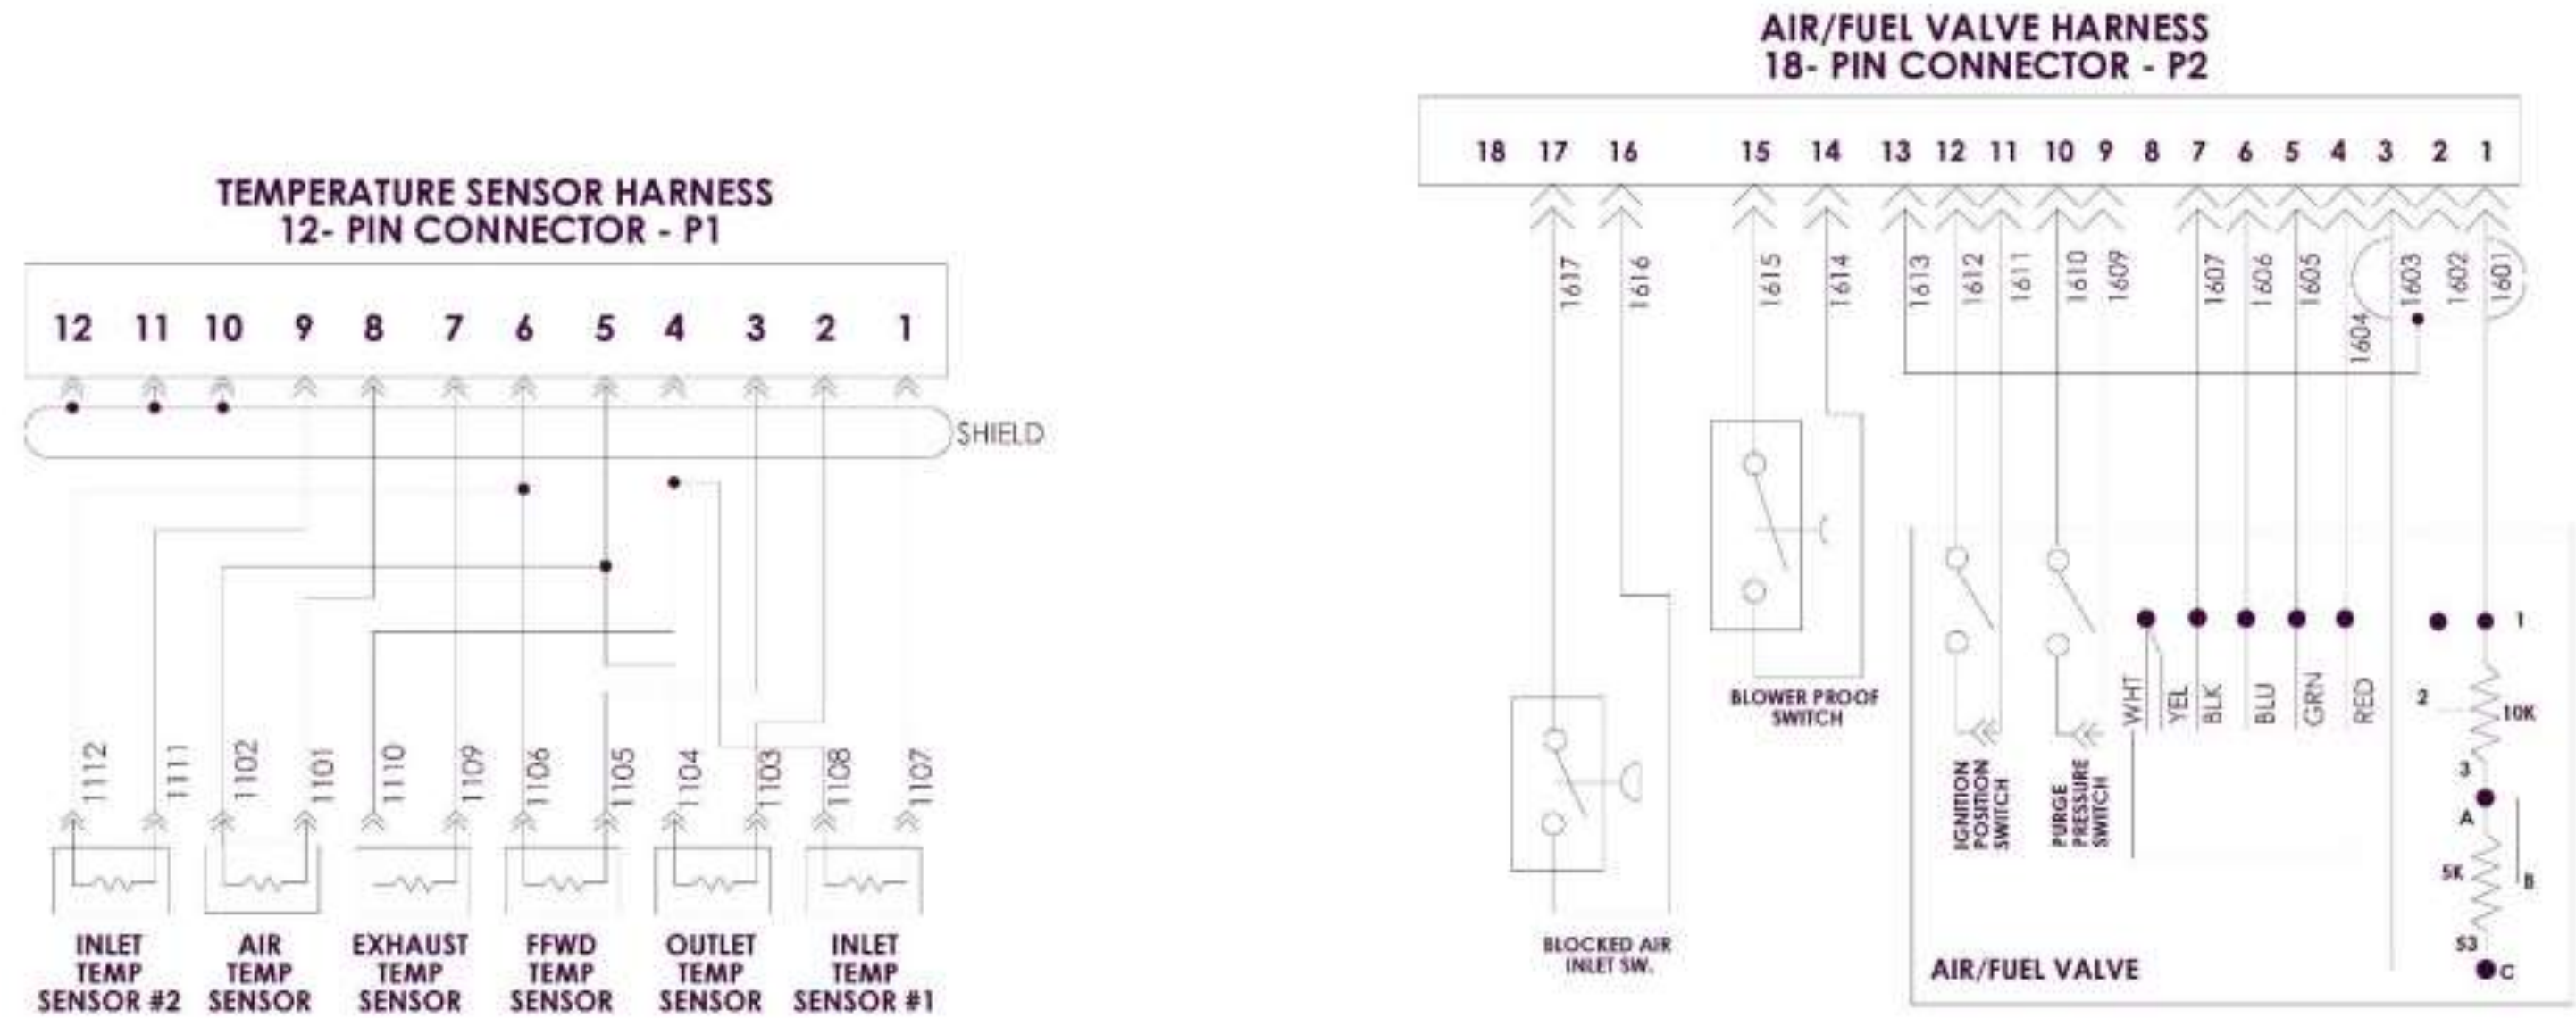 TEMPERATURE SENSOR HARNESS
12- PIN CONNECTOR - P1
12 11 10 9 8 7 6 5 4 3 2 1
SHIELD
1112 1111 1102 1101 1110 1109 1106 1105 1104 1103 1108 1107
INLET
TEMP
SENSOR #2
AIR
TEMP
SENSOR
EXHAUST
TEMP
SENSOR
FFWD
TEMP
SENSOR
OUTLET
TEMP
SENSOR
INLET
TEMP
SENSOR #1
AIR/FUEL VALVE HARNESS
18- PIN CONNECTOR - P2
18 17 16 15 14 13 12 11 10 9 8 7 6 5 4 3 2 1
1617 1616 1615 1614 1613 1612 1611 1610 1609 1607 1606 1605 1604 1603 1602 1601
BLOWER PROOF
SWITCH
BLOCKED AIR
INLET SW.
IGNITION
POSITION
SWITCH
PURGE
PRESSURE
SWITCH
WHT YEL BLK BLU GRN RED
1
2
10K
3
A
5K
B
S3
C
AIR/FUEL VALVE